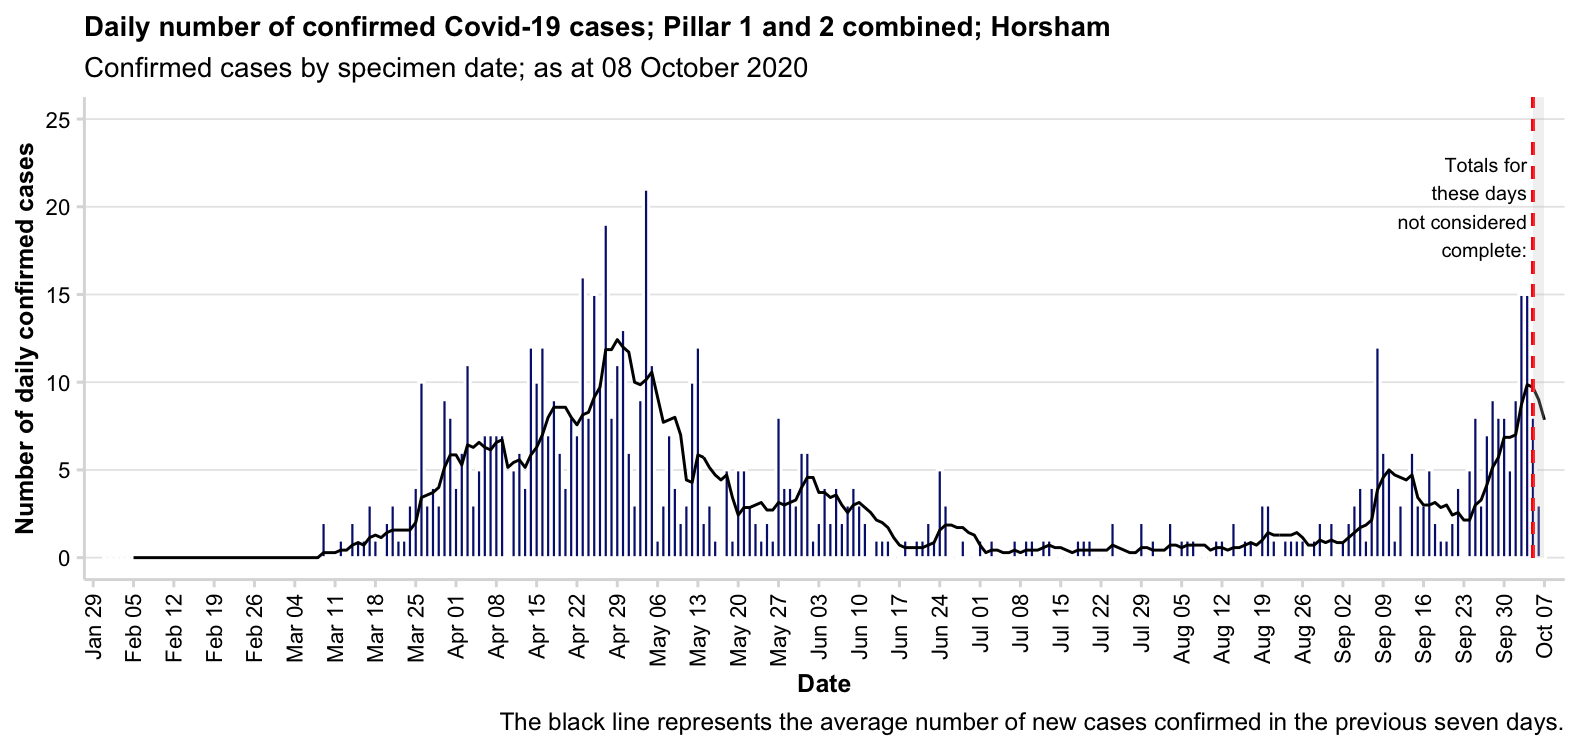 Daily number of confirmed Covid-19 cases; Pillar 1 and 2 combined; Horsham
Confirmed cases by specimen date; as at 08 October 2020
Number of daily confirmed cases
25
20
15
10
5
0
Totals for
these days
not considered
complete:
Jan 29
Feb 05
Feb 12
Feb 19
Feb 26
Mar 04
Mar 11
Mar 18
Mar 25
Apr 01
Apr 08
Apr 15
Apr 22
Apr 29
May 06
May 13
May 20
May 27
Jun 03
Jun 10
Jun 17
Jun 24
Jul 01
Jul 08
Jul 15
Jul 22
Jul 29
Aug 05
Aug 12
Aug 19
Aug 26
Sep 02
Sep 09
Sep 16
Sep 23
Sep 30
Oct 07
Date
The black line represents the average number of new cases confirmed in the previous seven days.